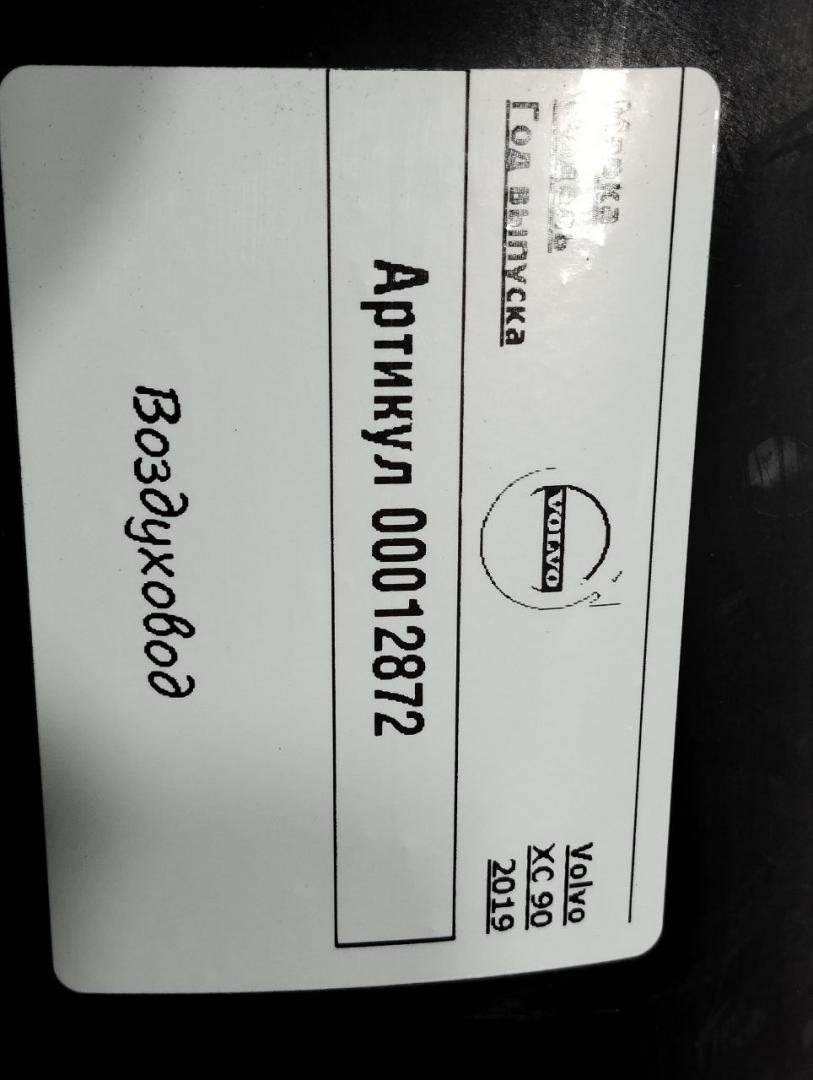 Марка Volvo
Модель XC 90
Год выпуска 2019
VOLVO
Артикул 00012872
Воздуховод